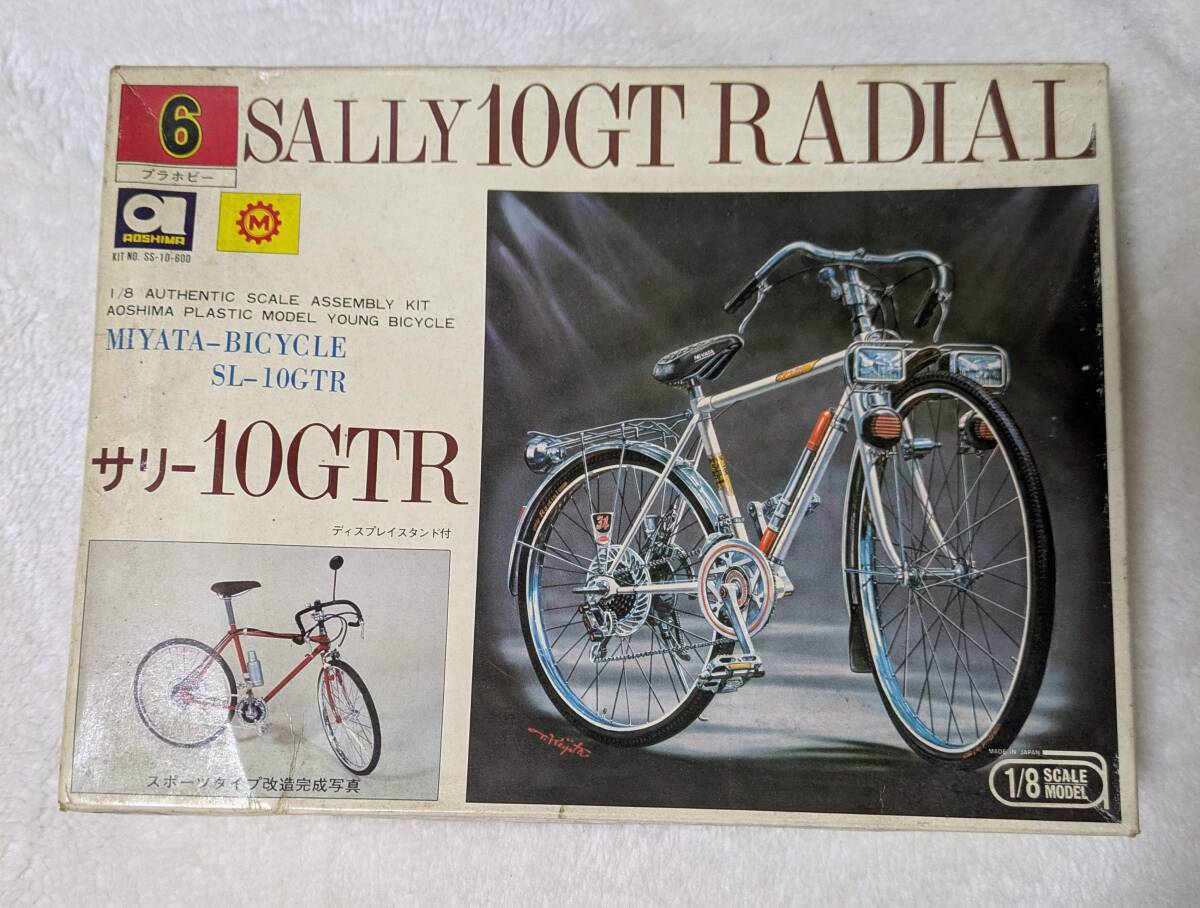 6
SALLY 10GT RADIAL
プラホビー
AOSHIMA
M
KIT NO. SS-10-600
1/8 AUTHENTIC SCALE ASSEMBLY KIT
AOSHIMA PLASTIC MODEL YOUNG BICYCLE
MIYATA-BICYCLE
SL-10GTR
サリー10GTR
ディスプレイスタンド付
スポーツタイプ改造完成写真
MIYATA
31
MADE IN JAPAN
1/8 SCALE MODEL